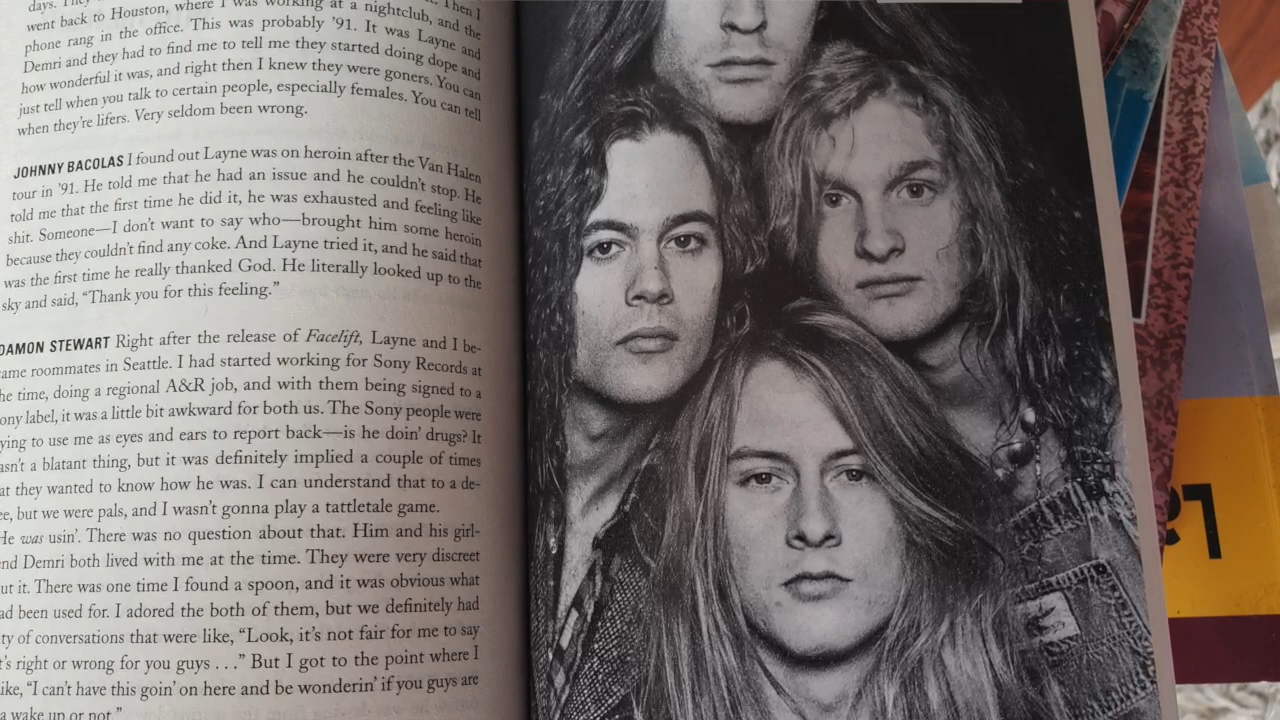 days. They
went back to Houston, where I was working at a nightclub, and the
phone rang in the office. This was probably ’91. It was Layne and
Demri and they had to find me to tell me they started doing dope and
how wonderful it was, and right then I knew they were goners. You can
just tell when you talk to certain people, especially females. You can tell
when they’re lifers. Very seldom been wrong.
JOHNNY BACOLAS I found out Layne was on heroin after the Van Halen
tour in ’91. He told me that he had an issue and he couldn’t stop. He
told me that the first time he did it, he was exhausted and feeling like
shit. Someone—I don’t want to say who—brought him some heroin
because they couldn’t find any coke. And Layne tried it, and he said that
was the first time he really thanked God. He literally looked up to the
sky and said, “Thank you for this feeling.”
DAMON STEWART Right after the release of Facelift, Layne and I be-
ame roommates in Seattle. I had started working for Sony Records at
he time, doing a regional A&R job, and with them being signed to a
ony label, it was a little bit awkward for both us. The Sony people were
ying to use me as eyes and ears to report back—is he doin’ drugs? It
asn’t a blatant thing, but it was definitely implied a couple of times
at they wanted to know how he was. I can understand that to a de-
ee, but we were pals, and I wasn’t gonna play a tattletale game.
He was usin’. There was no question about that. Him and his girl-
nd Demri both lived with me at the time. They were very discreet
ut it. There was one time I found a spoon, and it was obvious what
ad been used for. I adored the both of them, but we definitely had
ty of conversations that were like, “Look, it’s not fair for me to say
t’s right or wrong for you guys . . .” But I got to the point where I
like, “I can’t have this goin’ on here and be wonderin’ if you guys are
a wake up or not.”